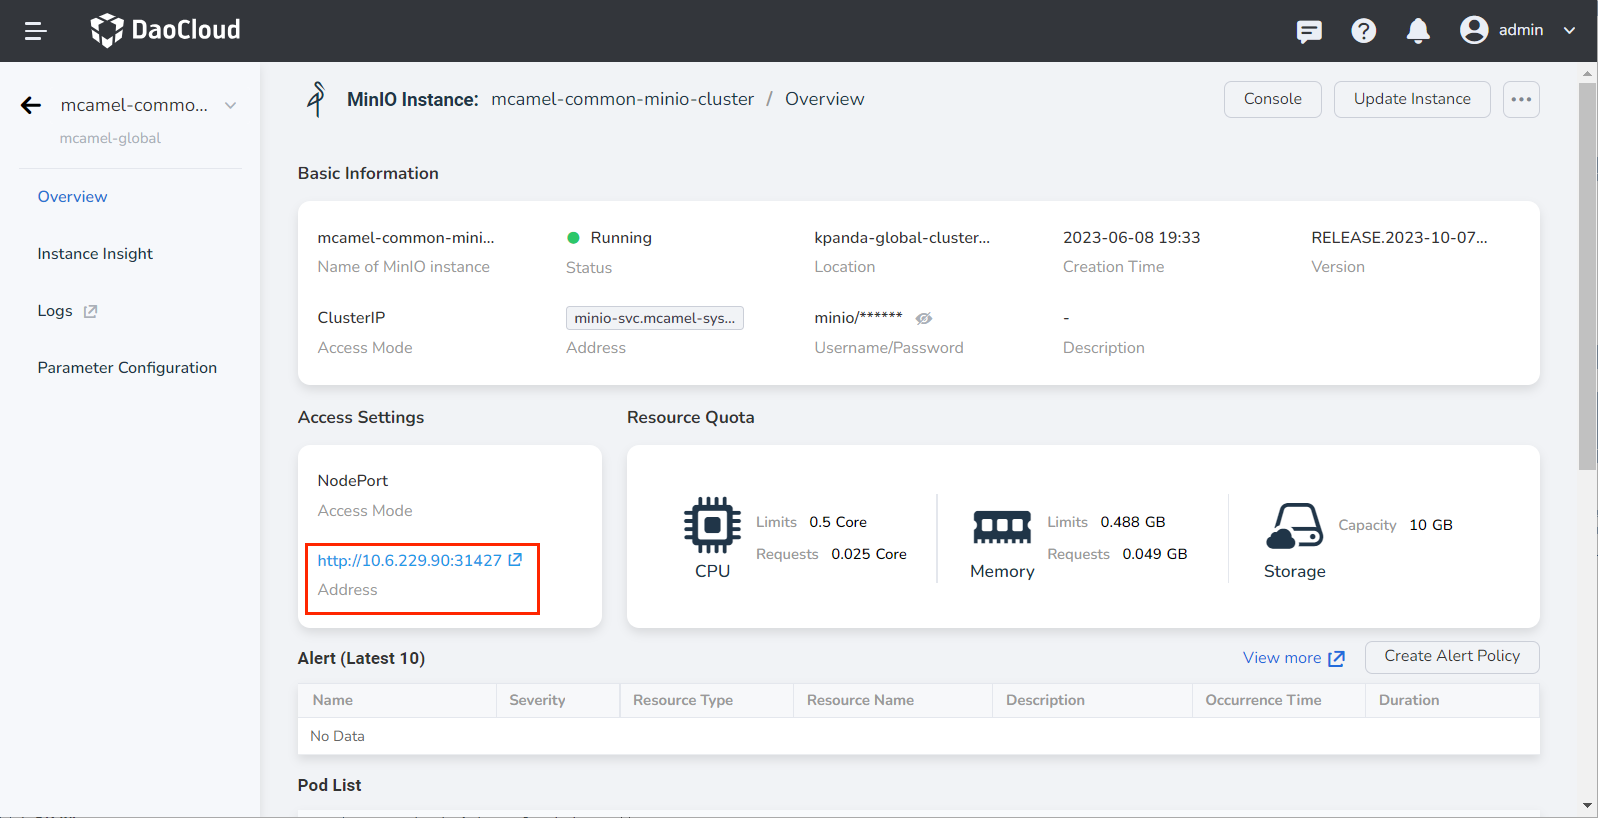 DaoCloud
admin
mcamel-commo...
mcamel-global
Overview
Instance Insight
Logs
Parameter Configuration
MinIO Instance: mcamel-common-minio-cluster / Overview
Console
Update Instance
Basic Information
mcamel-common-mini...
Name of MinIO instance
Running
Status
kpanda-global-cluster...
Location
2023-06-08 19:33
Creation Time
RELEASE.2023-10-07...
Version
ClusterIP
Access Mode
minio-svc.mcamel-sys...
Address
minio/******
Username/Password
-
Description
Access Settings
NodePort
Access Mode
http://10.6.229.90:31427
Address
Resource Quota
CPU
Limits 0.5 Core
Requests 0.025 Core
Memory
Limits 0.488 GB
Requests 0.049 GB
Storage
Capacity 10 GB
Alert (Latest 10)
View more
Create Alert Policy
Name Severity Resource Type Resource Name Description Occurrence Time Duration
No Data
Pod List